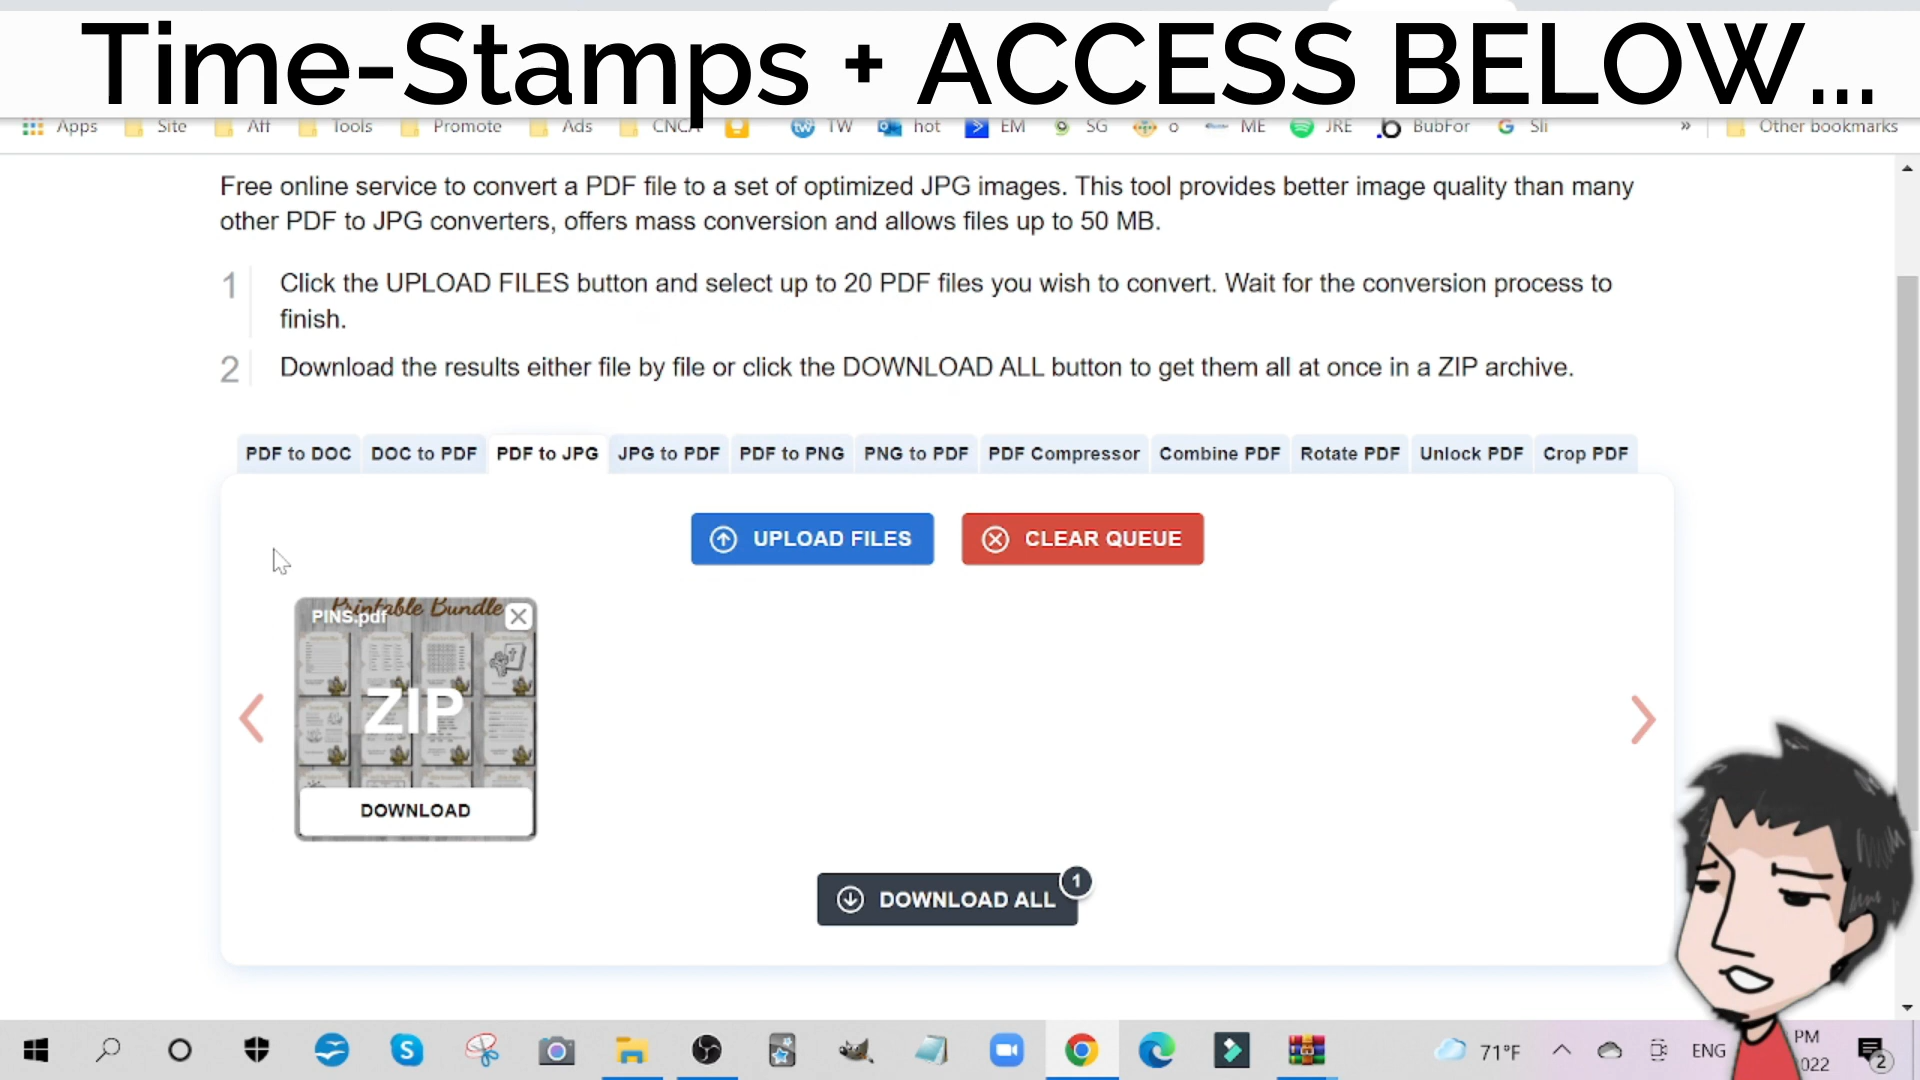 Time-Stamps + ACCESS BELOW...
Apps Site Aff Tools Promote Ads CNCA TW hot EM SG o ME JRE BubFor Sli » Other bookmarks
Free online service to convert a PDF file to a set of optimized JPG images. This tool provides better image quality than many
other PDF to JPG converters, offers mass conversion and allows files up to 50 MB.
1 Click the UPLOAD FILES button and select up to 20 PDF files you wish to convert. Wait for the conversion process to
finish.
2 Download the results either file by file or click the DOWNLOAD ALL button to get them all at once in a ZIP archive.
PDF to DOC DOC to PDF PDF to JPG JPG to PDF PDF to PNG PNG to PDF PDF Compressor Combine PDF Rotate PDF Unlock PDF Crop PDF
UPLOAD FILES CLEAR QUEUE
Printable Bundle
PINS.pdf
ZIP
DOWNLOAD
DOWNLOAD ALL 1
71°F ENG PM
022 2